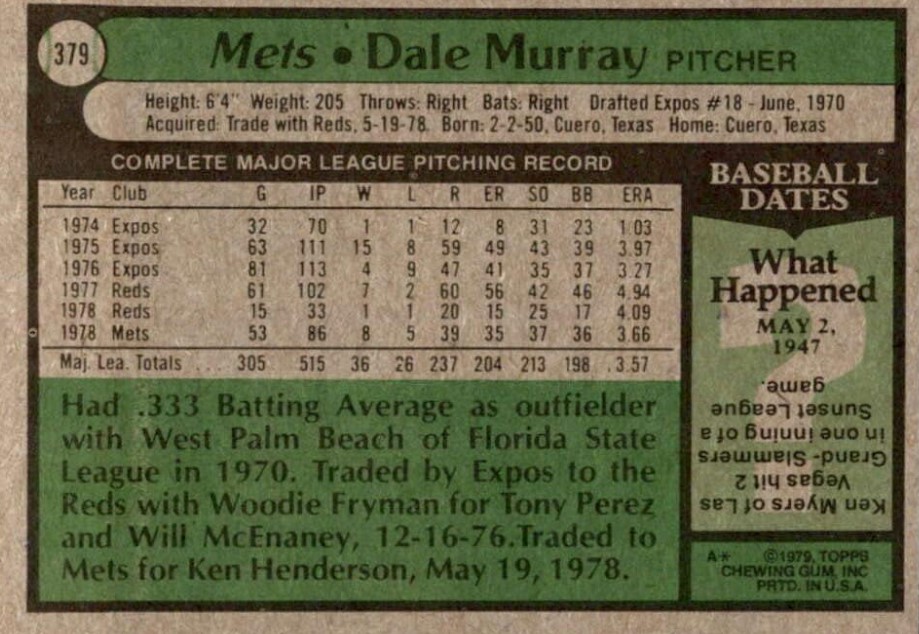 379
Mets • Dale Murray PITCHER
Height: 6'4" Weight: 205 Throws: Right Bats: Right Drafted Expos #18 - June, 1970
Acquired: Trade with Reds, 5-19-78. Born: 2-2-50, Cuero, Texas Home: Cuero, Texas
COMPLETE MAJOR LEAGUE PITCHING RECORD
Year Club G IP W L R ER SO BB ERA
1974 Expos 32 70 1 1 12 8 31 23 1.03
1975 Expos 63 111 15 8 59 49 43 39 3.97
1976 Expos 81 113 4 9 47 41 35 37 3.27
1977 Reds 61 102 7 2 60 56 42 46 4.94
1978 Reds 15 33 1 1 20 15 25 17 4.09
1978 Mets 53 86 8 5 39 35 37 36 3.66
Maj. Lea. Totals ... 305 515 36 26 237 204 213 198 3.57
Had .333 Batting Average as outfielder
with West Palm Beach of Florida State
League in 1970. Traded by Expos to the
Reds with Woodie Fryman for Tony Perez
and Will McEnaney, 12-16-76.Traded to
Mets for Ken Henderson, May 19, 1978.
BASEBALL
DATES
What
Happened
MAY 2,
1947
?
Ken Myers of Las
Vegas hit 2
Grand-Slammers
in one inning of a
Sunset League
game.
A* ©1979, TOPPS
CHEWING GUM, INC
PRTD. IN U.S.A.